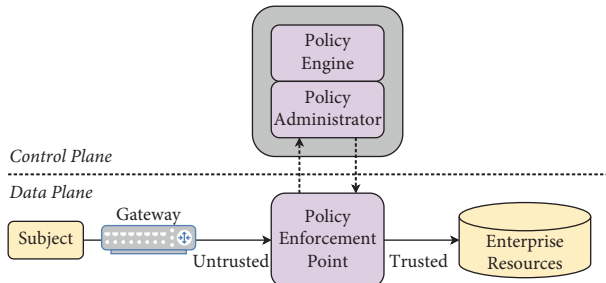 Policy
Engine
Policy
Administrator
Control Plane
Data Plane
Subject
Gateway
Untrusted
Policy
Enforcement
Point
Trusted
Enterprise
Resources